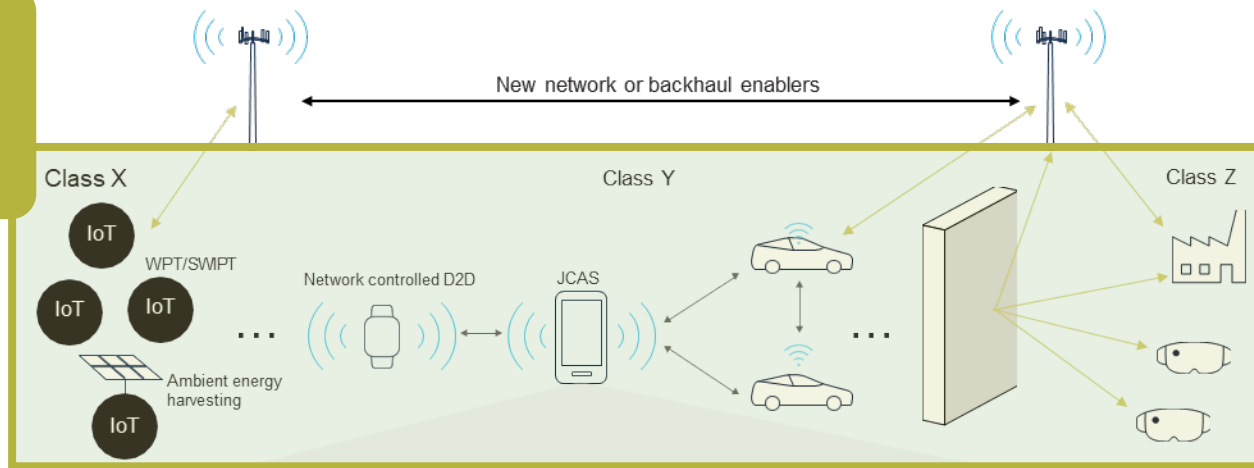 New network or backhaul enablers
Class X
Class Y
Class Z
IoT
WPT/SWIPT
IoT
IoT
Network controlled D2D
JCAS
...
...
Ambient energy
harvesting
IoT